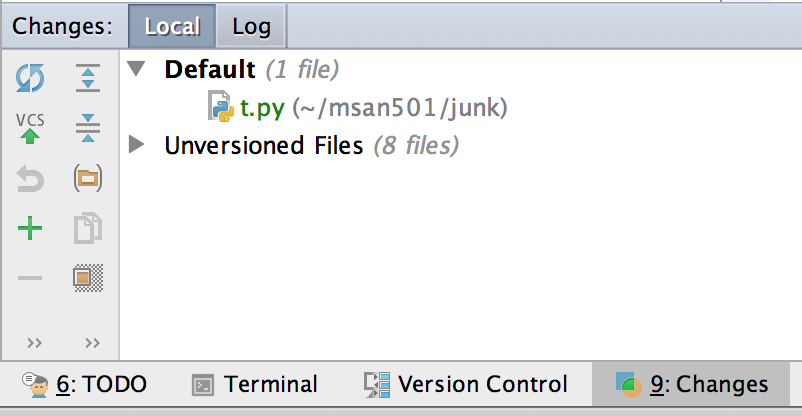 Changes: Local Log
Default (1 file)
t.py (~/msan501/junk)
VCS
Unversioned Files (8 files)
>> >>
6: TODO Terminal Version Control 9: Changes